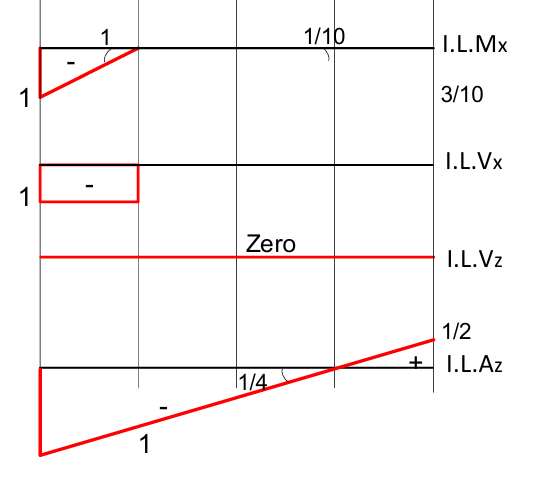 1
1/10
I.L.Mx
-
1
3/10
I.L.Vx
-
1
Zero
I.L.Vz
1/2
+
I.L.Az
1/4
-
1